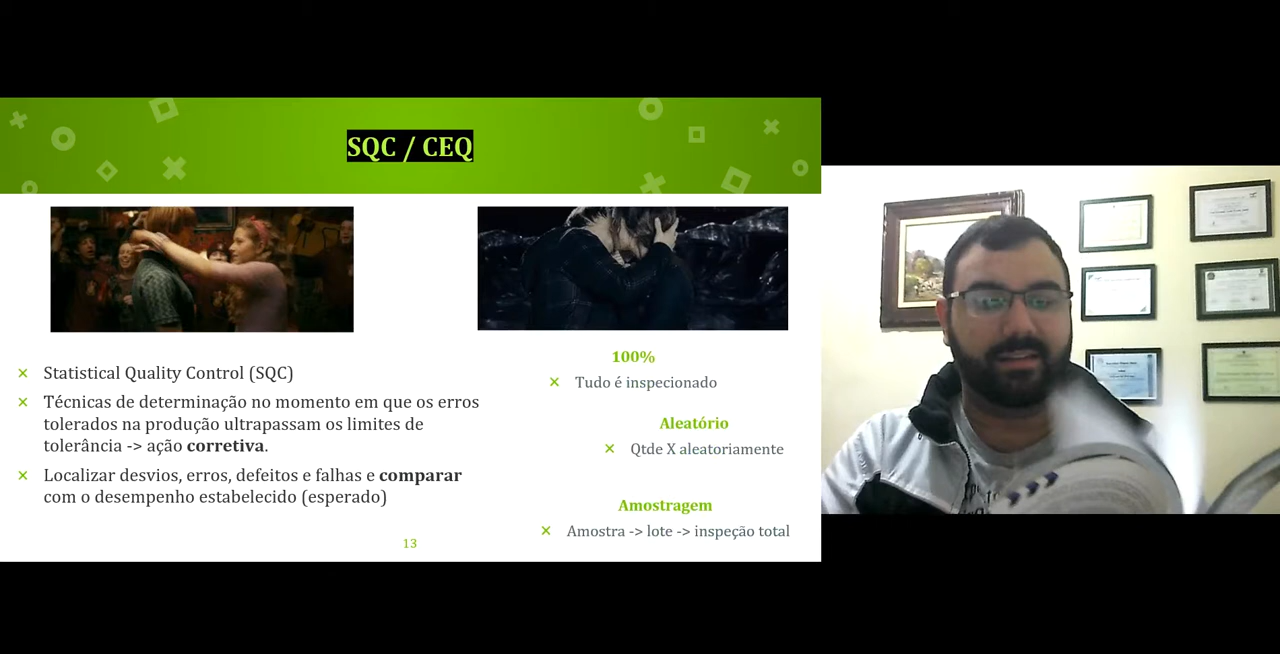 SQC / CEQ
Statistical Quality Control (SQC)
Técnicas de determinação no momento em que os erros
tolerados na produção ultrapassam os limites de
tolerância -> ação corretiva.
Localizar desvios, erros, defeitos e falhas e comparar
com o desempenho estabelecido (esperado)
100%
Tudo é inspecionado
Aleatório
Qtde X aleatoriamente
Amostragem
Amostra -> lote -> inspeção total
13